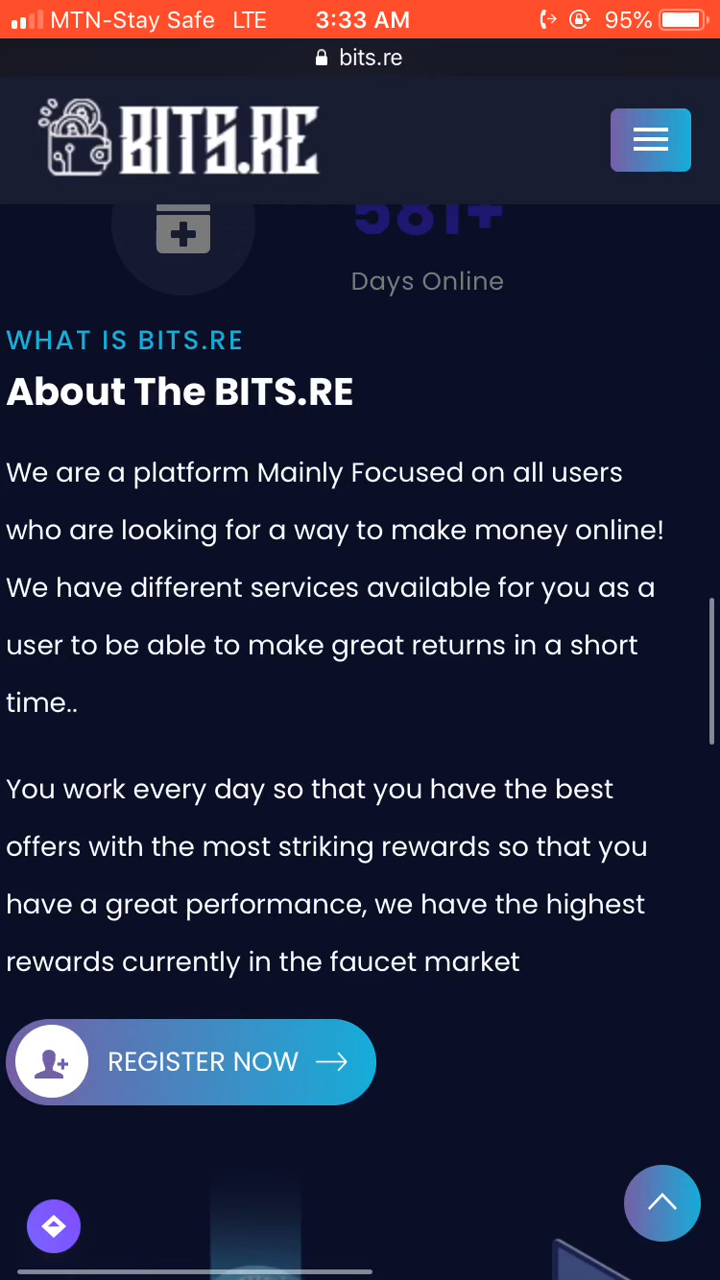 MTN-Stay Safe LTE 3:33 AM 95%
bits.re
BITS.RE
581+
Days Online
WHAT IS BITS.RE
About The BITS.RE
We are a platform Mainly Focused on all users
who are looking for a way to make money online!
We have different services available for you as a
user to be able to make great returns in a short
time..
You work every day so that you have the best
offers with the most striking rewards so that you
have a great performance, we have the highest
rewards currently in the faucet market
REGISTER NOW